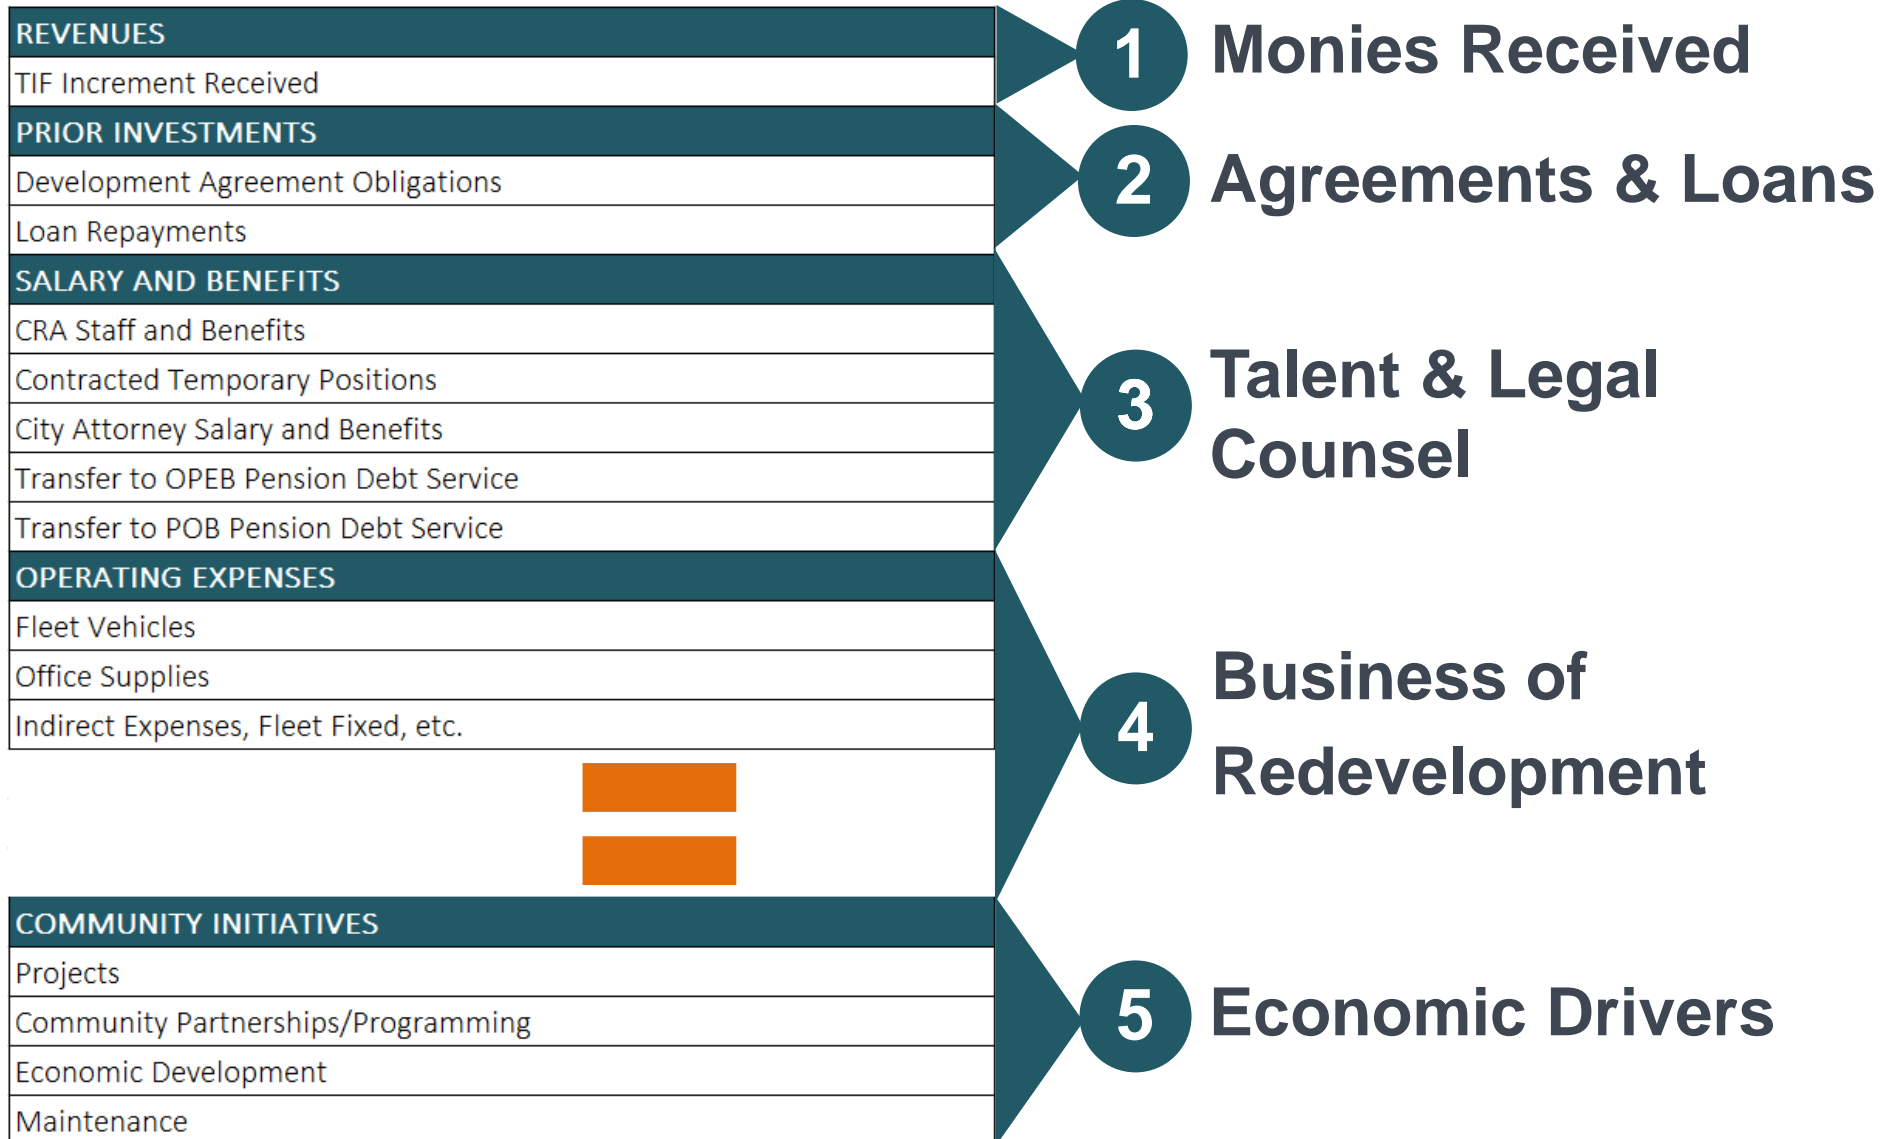 REVENUES
TIF Increment Received
PRIOR INVESTMENTS
Development Agreement Obligations
Loan Repayments
SALARY AND BENEFITS
CRA Staff and Benefits
Contracted Temporary Positions
City Attorney Salary and Benefits
Transfer to OPEB Pension Debt Service
Transfer to POB Pension Debt Service
OPERATING EXPENSES
Fleet Vehicles
Office Supplies
Indirect Expenses, Fleet Fixed, etc.
COMMUNITY INITIATIVES
Projects
Community Partnerships/Programming
Economic Development
Maintenance
1 Monies Received
2 Agreements & Loans
3 Talent & Legal
Counsel
4 Business of
Redevelopment
5 Economic Drivers